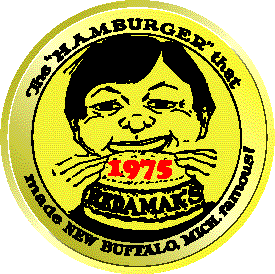 The "HAMBURGER" that
1975
REDAMAK'S
made NEW BUFFALO, MICH. famous!